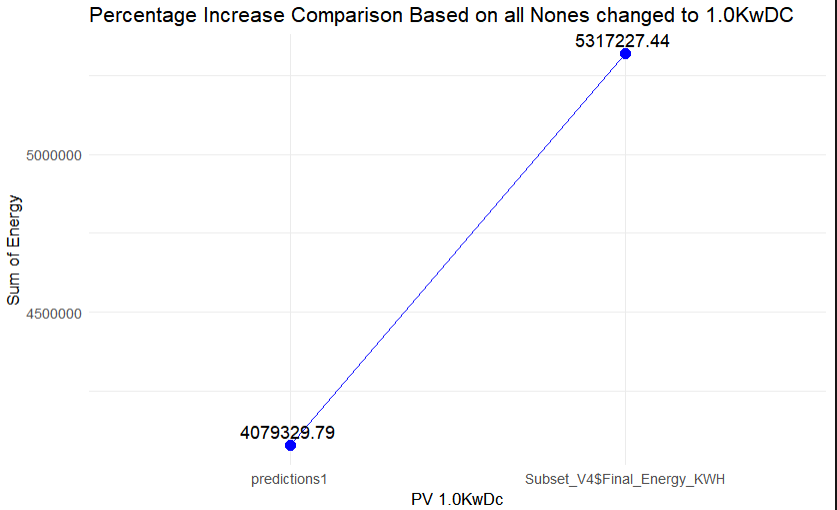 Percentage Increase Comparison Based on all Nones changed to 1.0KwDC
5317227.44
5000000
Sum of Energy
4500000
4079329.79
predictions1 Subset_V4$Final_Energy_KWH
PV 1.0KwDc